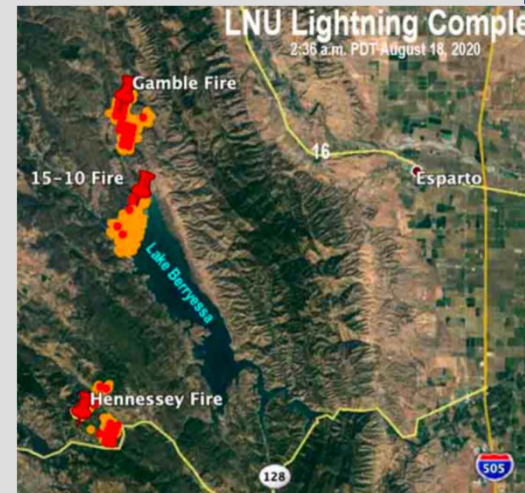 LNU Lightning Comple
2:36 a.m. PDT August 18, 2020
Gamble Fire
16
15-10 Fire
Esparto
Lake Berryessa
Hennessey Fire
128
505